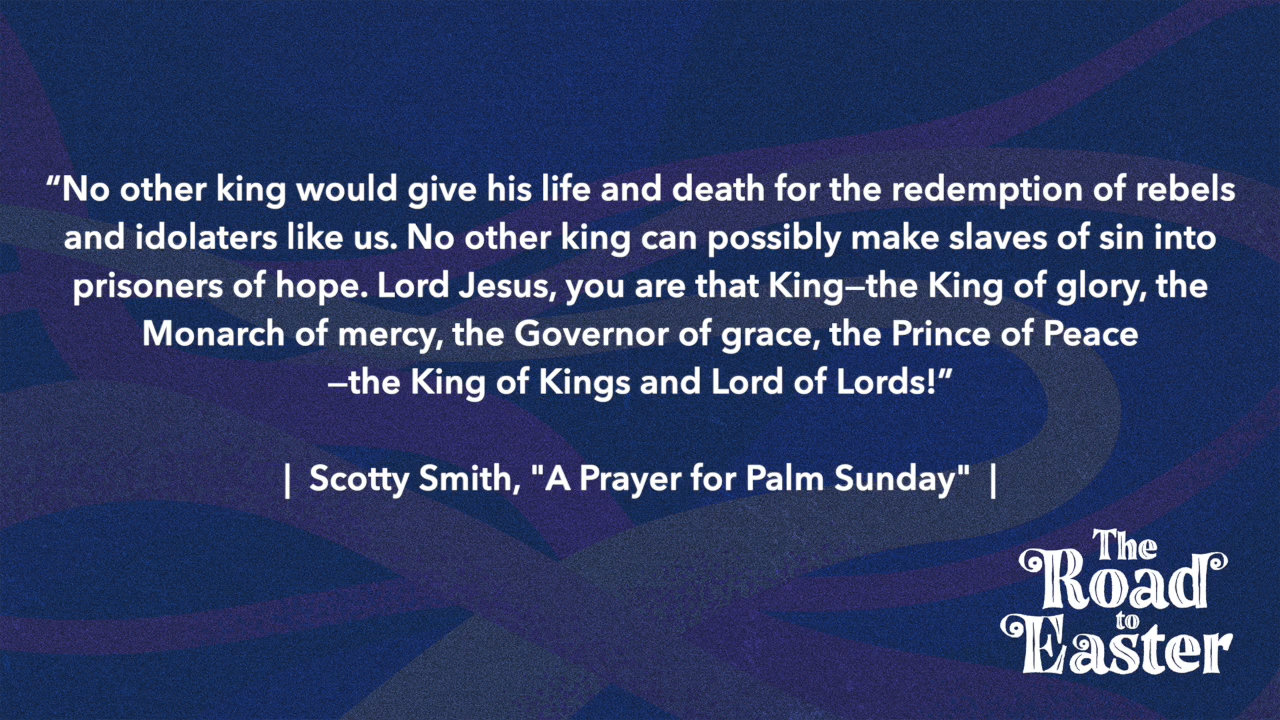 “No other king would give his life and death for the redemption of rebels
and idolaters like us. No other king can possibly make slaves of sin into
prisoners of hope. Lord Jesus, you are that King—the King of glory, the
Monarch of mercy, the Governor of grace, the Prince of Peace
—the King of Kings and Lord of Lords!”
| Scotty Smith, "A Prayer for Palm Sunday" |
The
Road
to
Easter